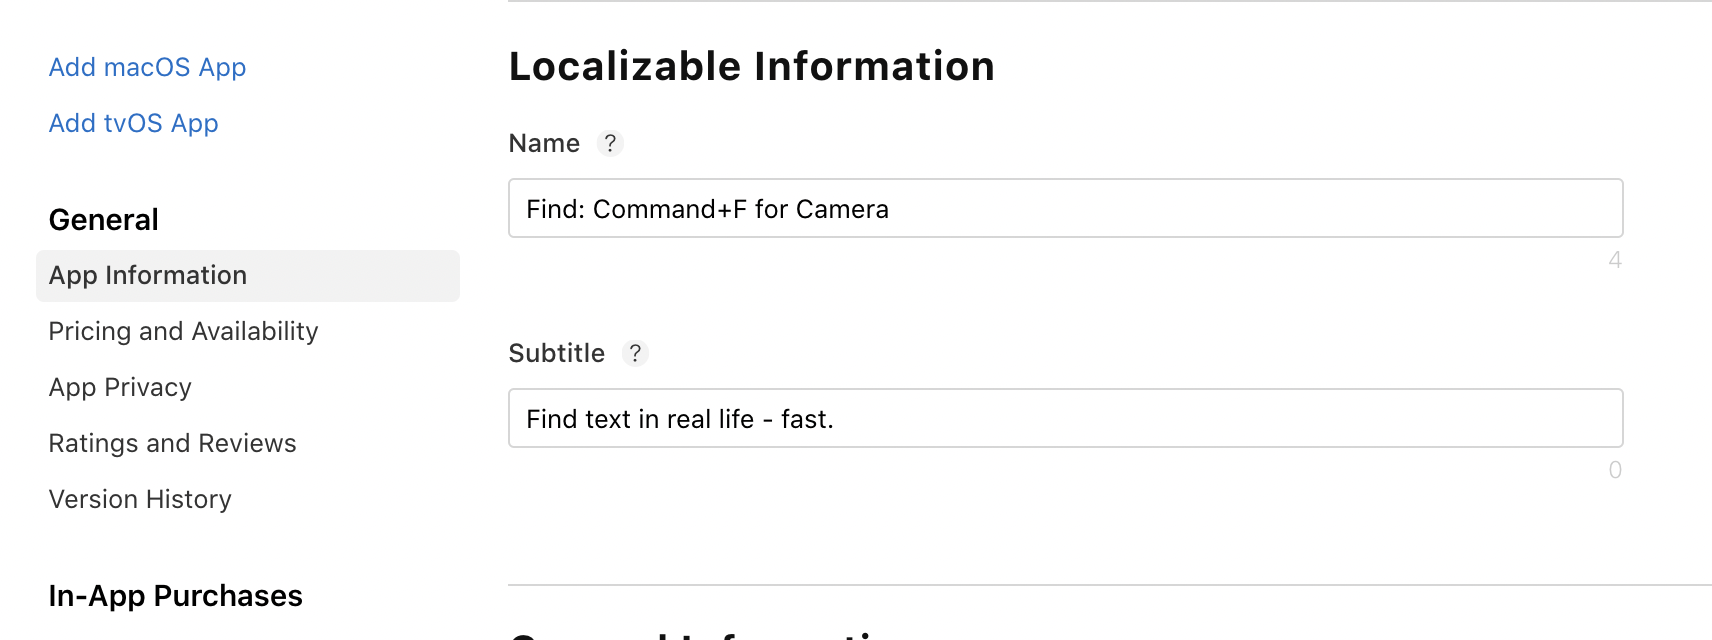 Add macOS App
Add tvOS App
General
App Information
Pricing and Availability
App Privacy
Ratings and Reviews
Version History
In-App Purchases
Localizable Information
Name ?
Find: Command+F for Camera
4
Subtitle ?
Find text in real life - fast.
0